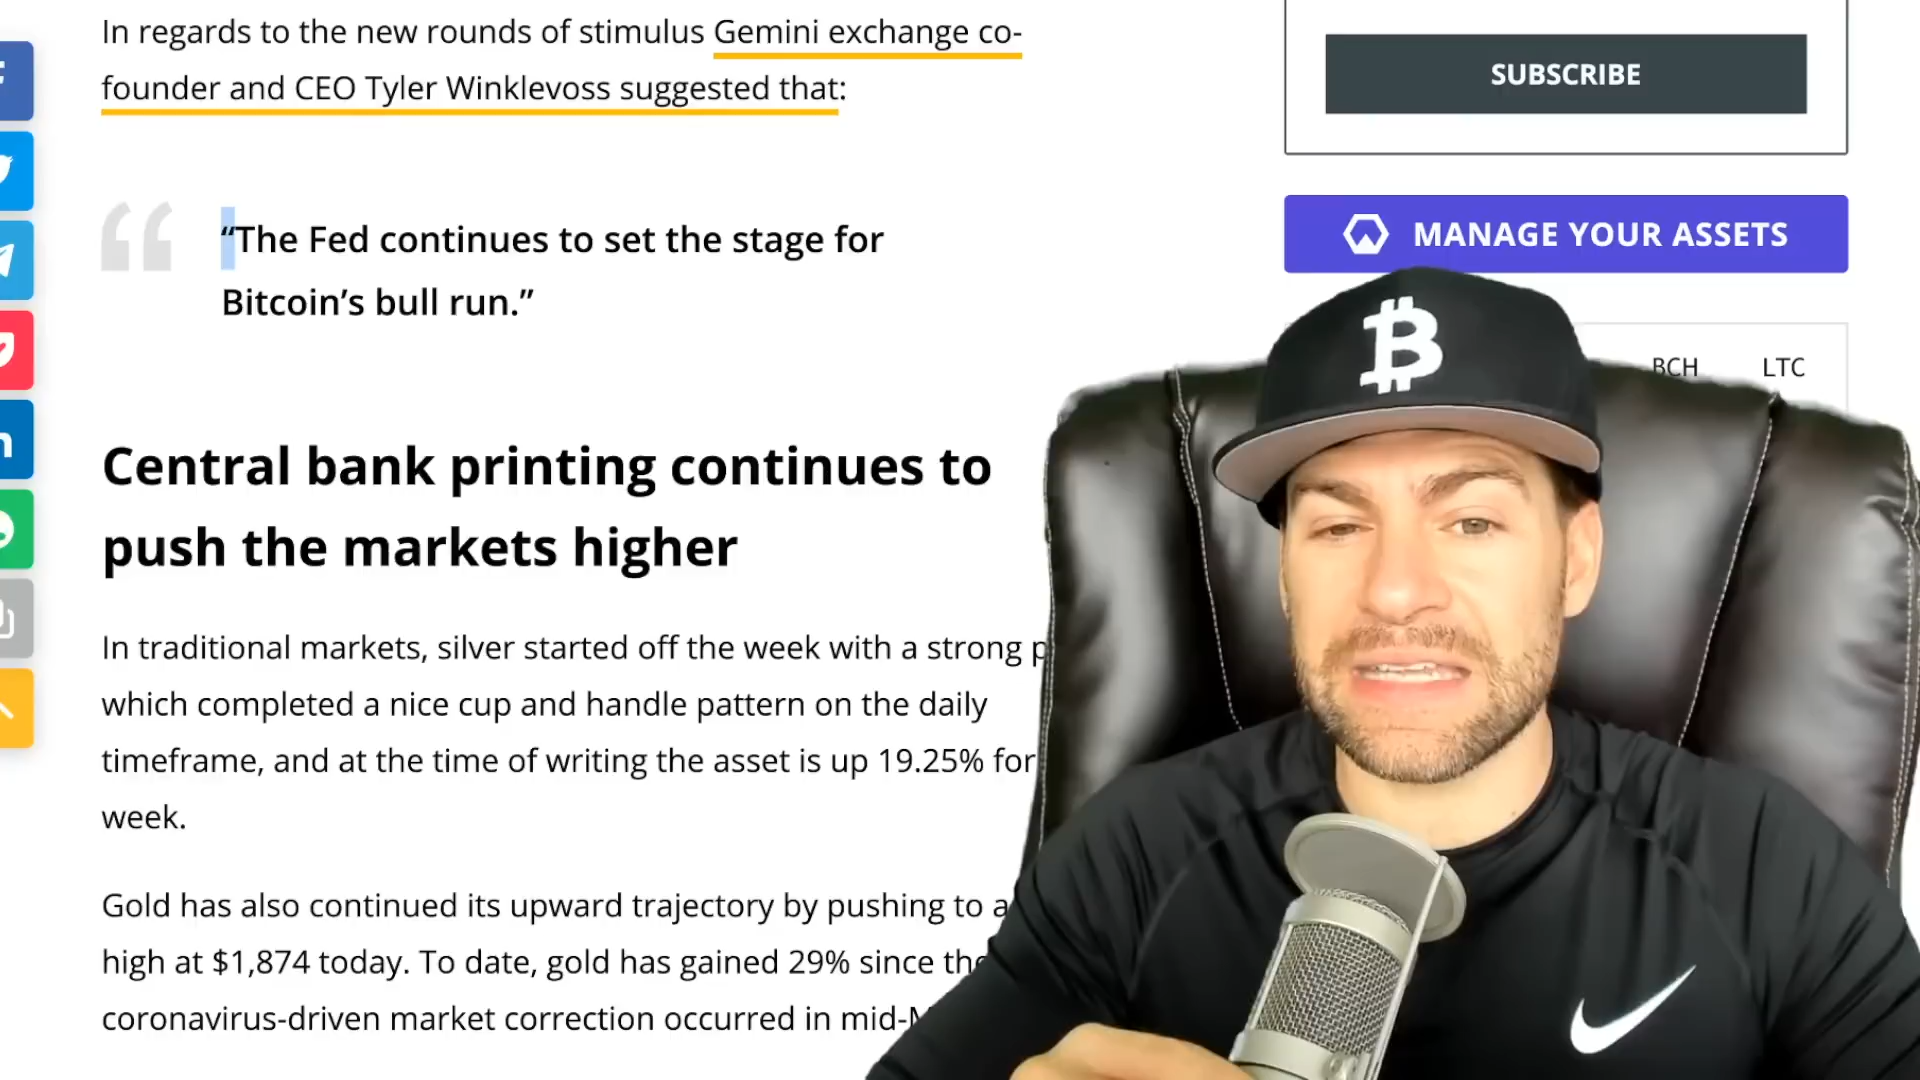 In regards to the new rounds of stimulus Gemini exchange co-
founder and CEO Tyler Winklevoss suggested that:
“The Fed continues to set the stage for
Bitcoin’s bull run.”
Central bank printing continues to
push the markets higher
In traditional markets, silver started off the week with a strong
which completed a nice cup and handle pattern on the daily
timeframe, and at the time of writing the asset is up 19.25% for
week.
Gold has also continued its upward trajectory by pushing to a
high at $1,874 today. To date, gold has gained 29% since the
coronavirus-driven market correction occurred in
SUBSCRIBE
MANAGE YOUR ASSETS
BCH LTC